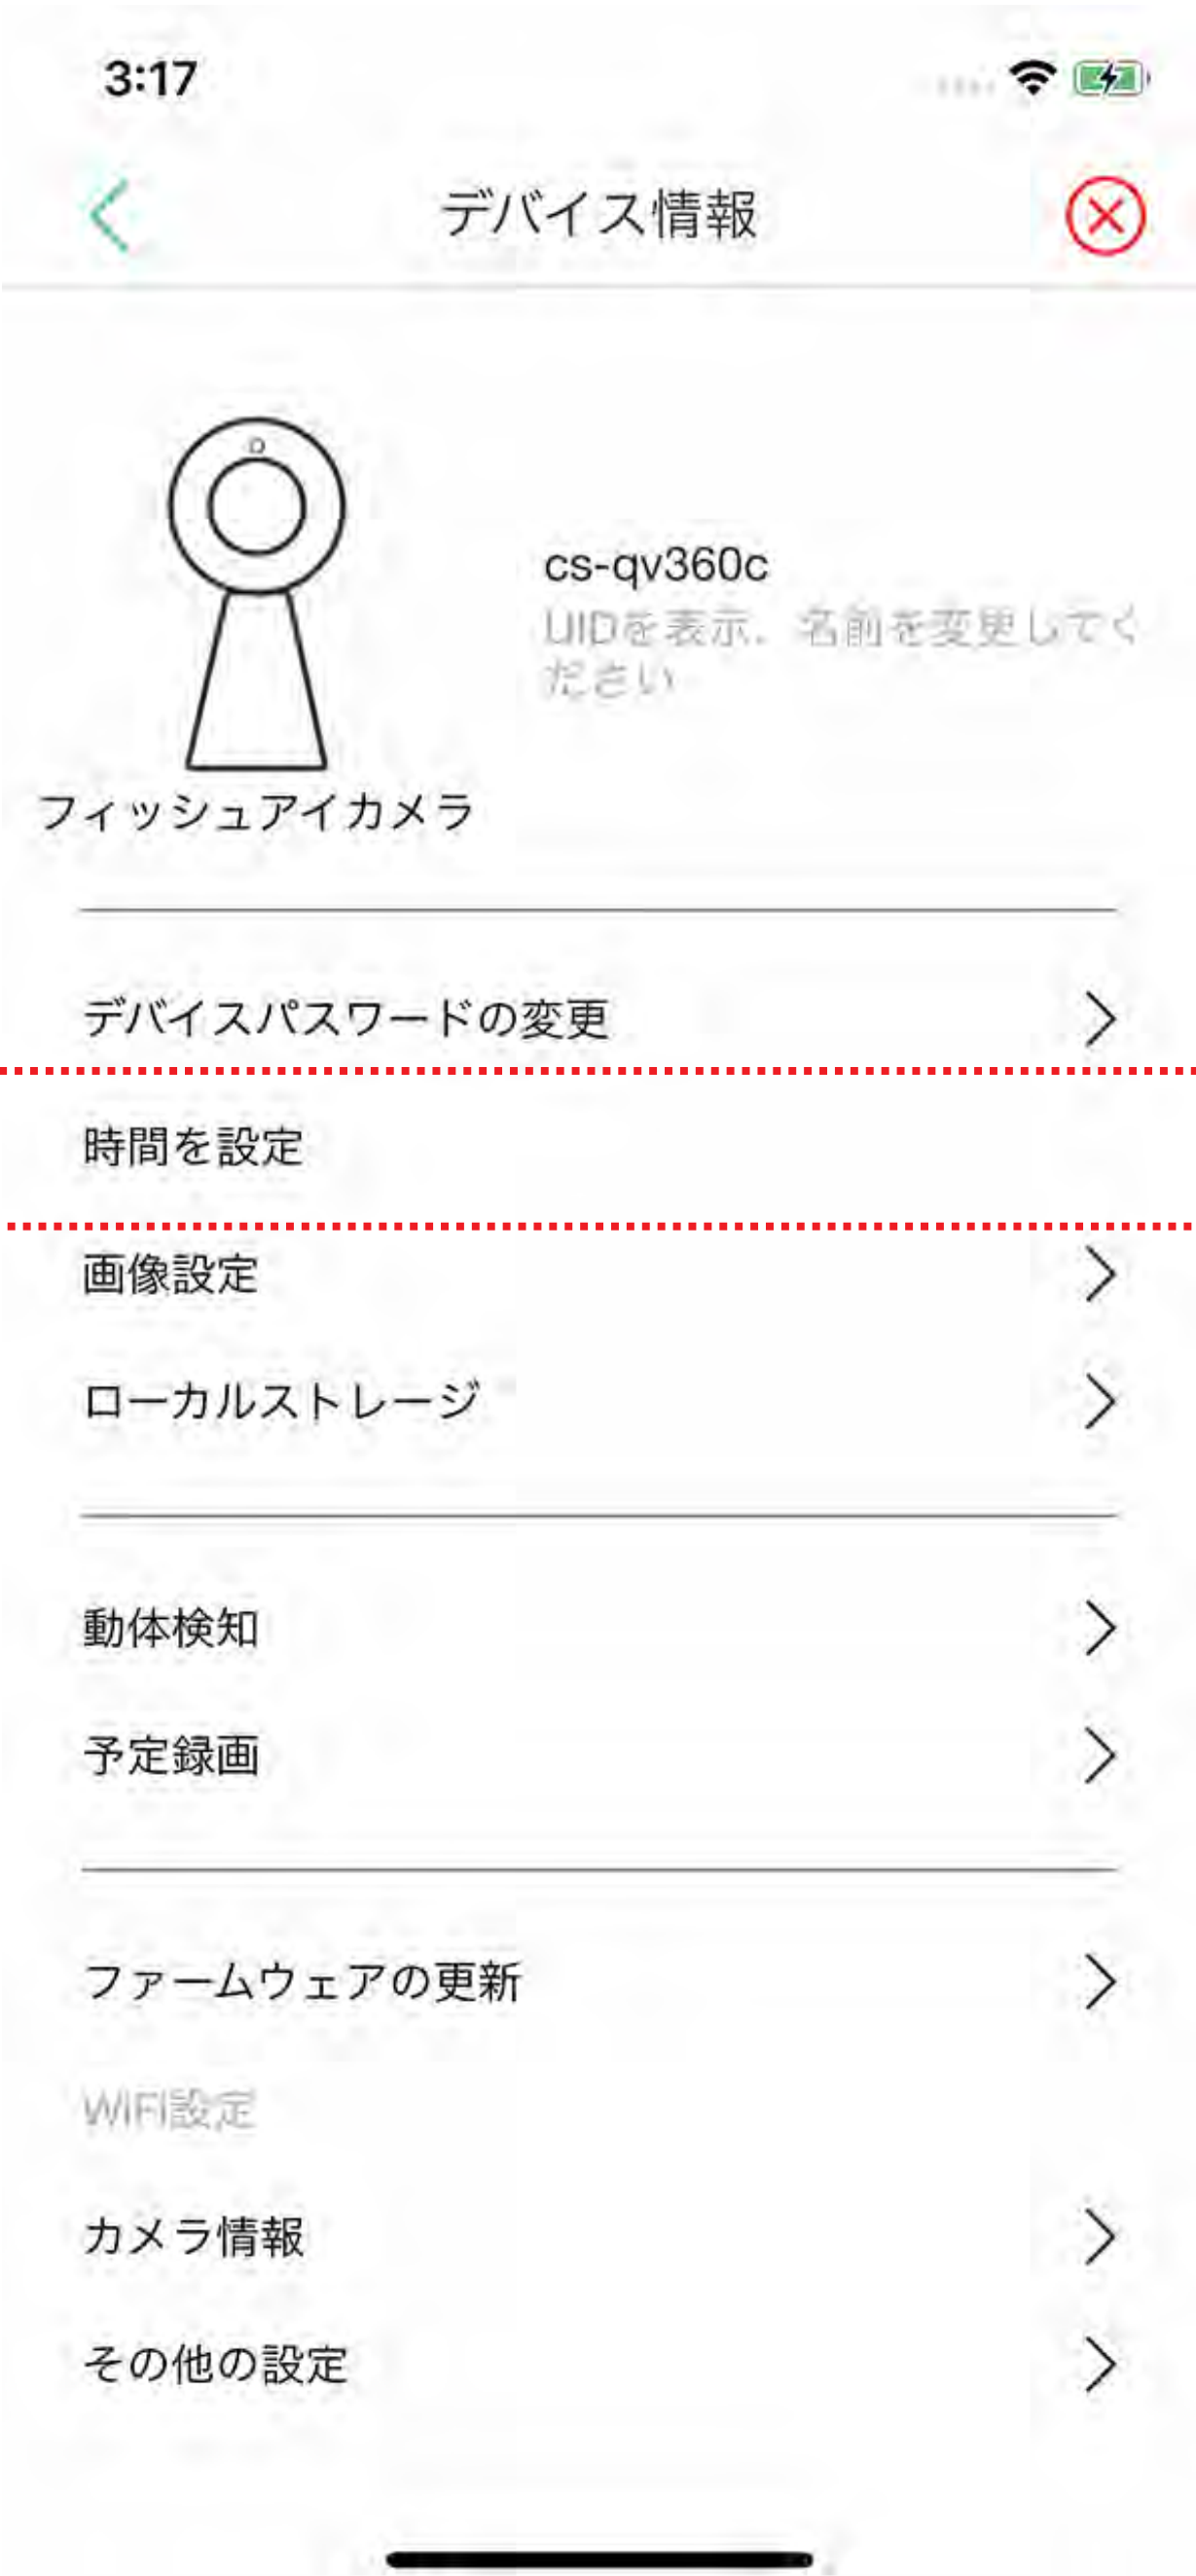 3:17
デバイス情報
cs-qv360c
UIDを表示、名前を変更してく
ださい
フィッシュアイカメラ
デバイスパスワードの変更
時間を設定
画像設定
ローカルストレージ
動体検知
予定録画
ファームウェアの更新
WIFI設定
カメラ情報
その他の設定